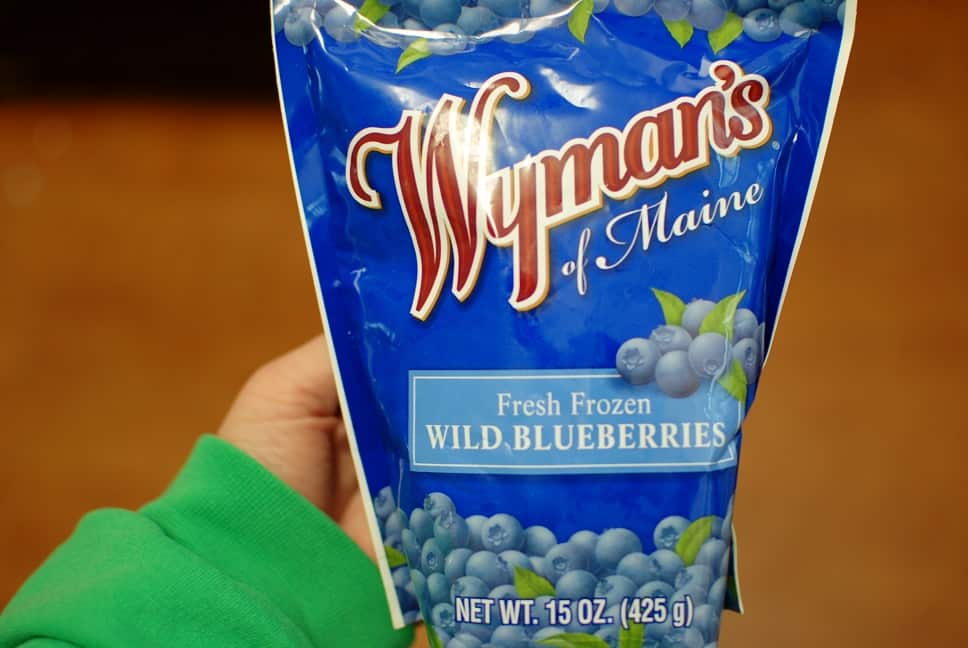 Wyman's®
of Maine
Fresh Frozen
WILD BLUEBERRIES
NET WT. 15 OZ. (425 g)